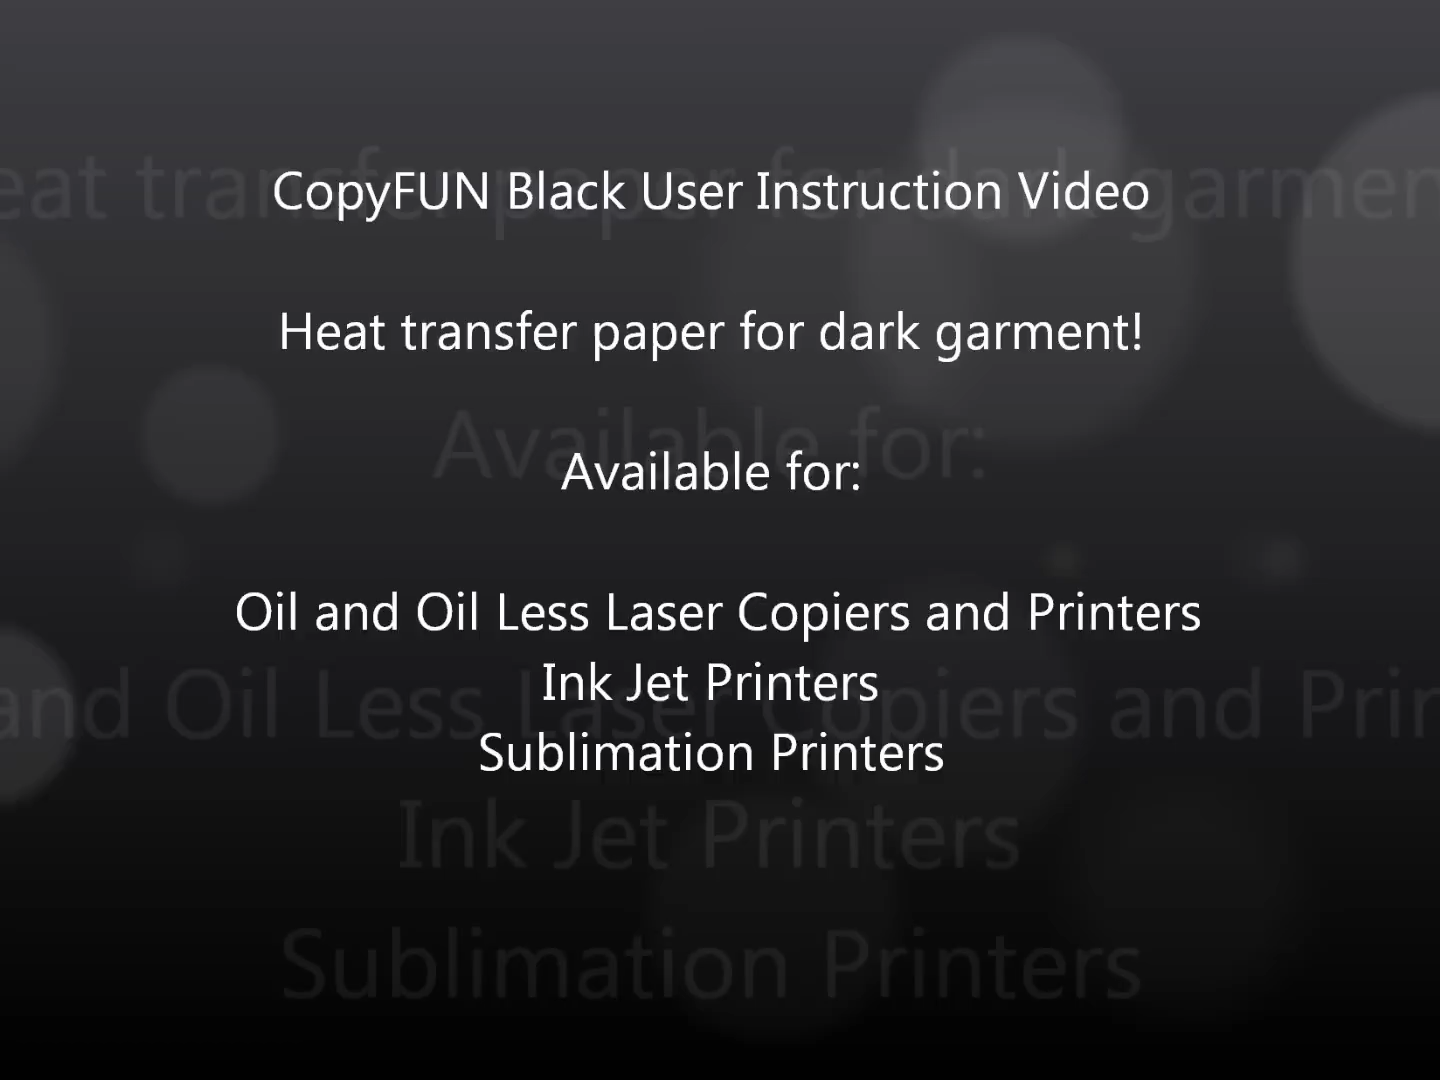 CopyFUN Black User Instruction Video
Heat transfer paper for dark garment!
Available for:
Oil and Oil Less Laser Copiers and Printers
Ink Jet Printers
Sublimation Printers